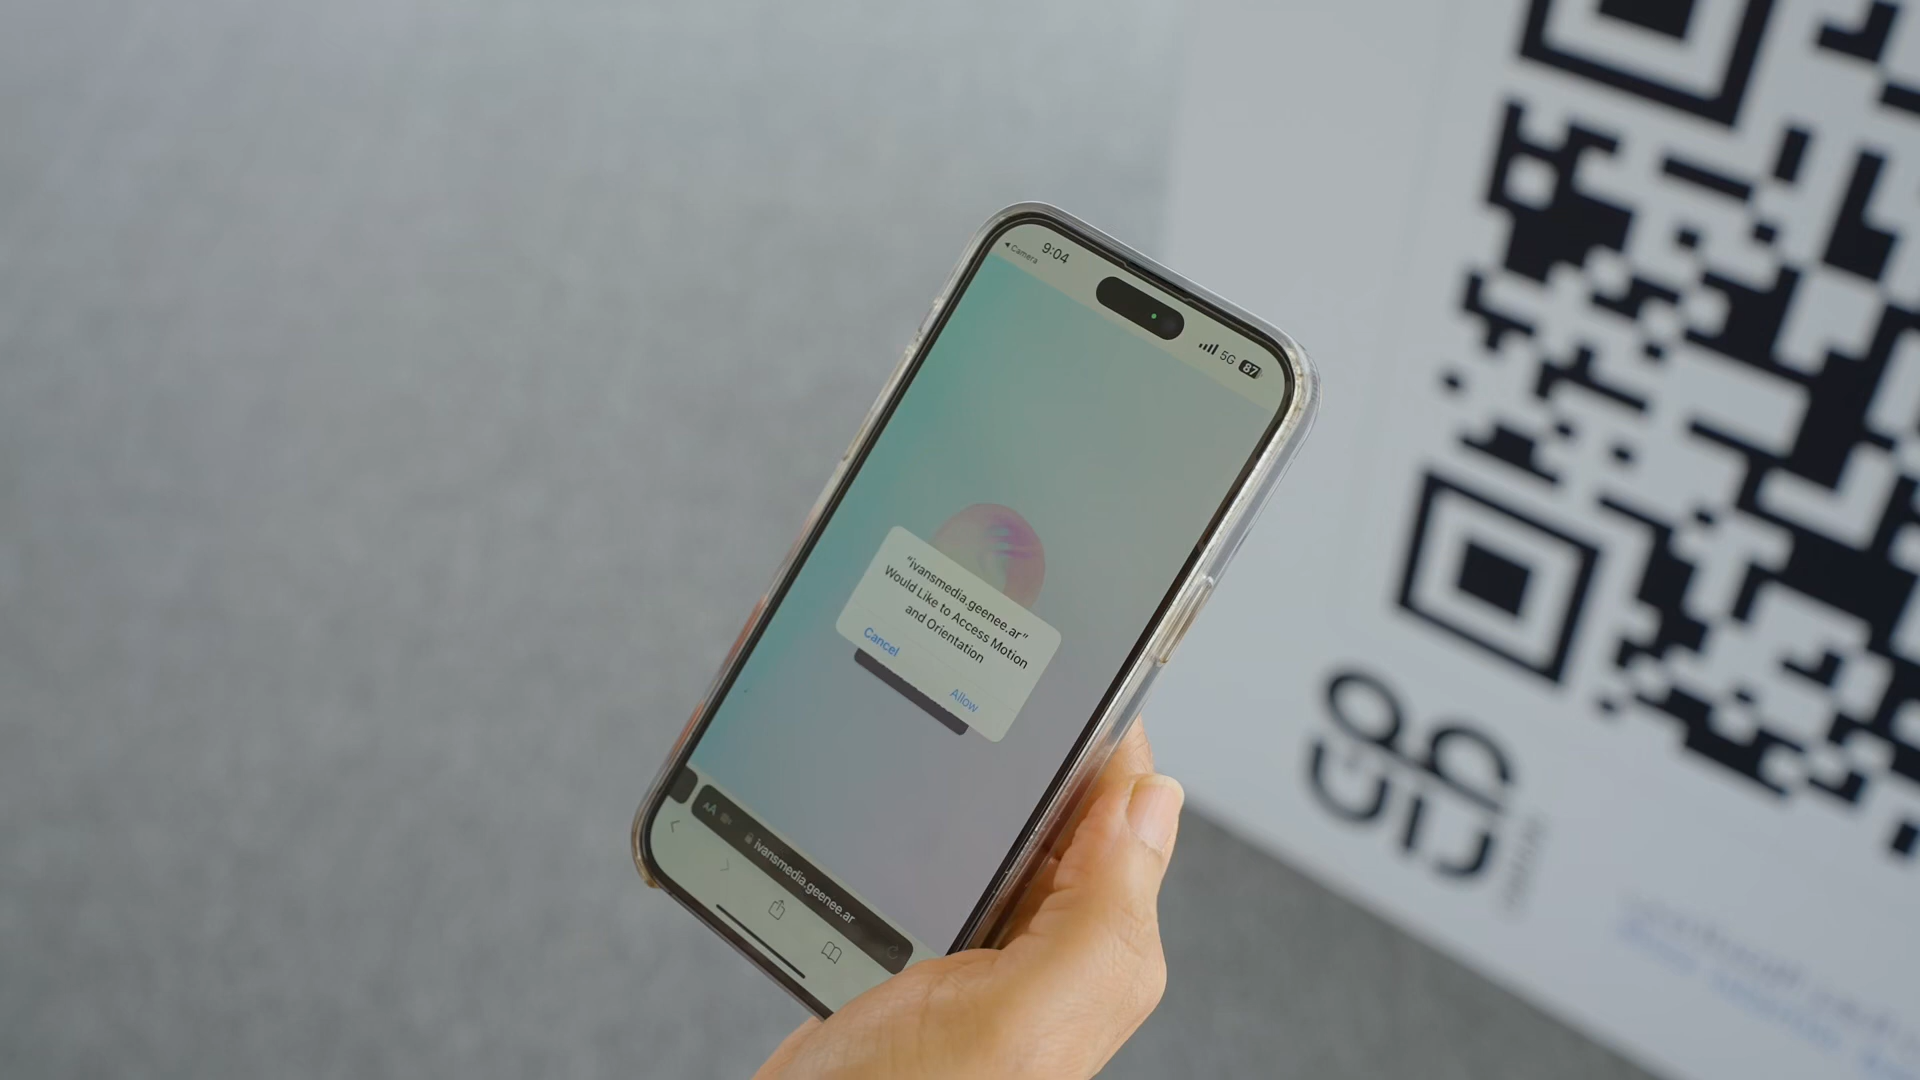 9:04
Camera
5G
87
"ivansmedia.geenee.ar"
Would Like to Access Motion
and Orientation
Cancel
Allow
AA
ivansmedia.geenee.ar